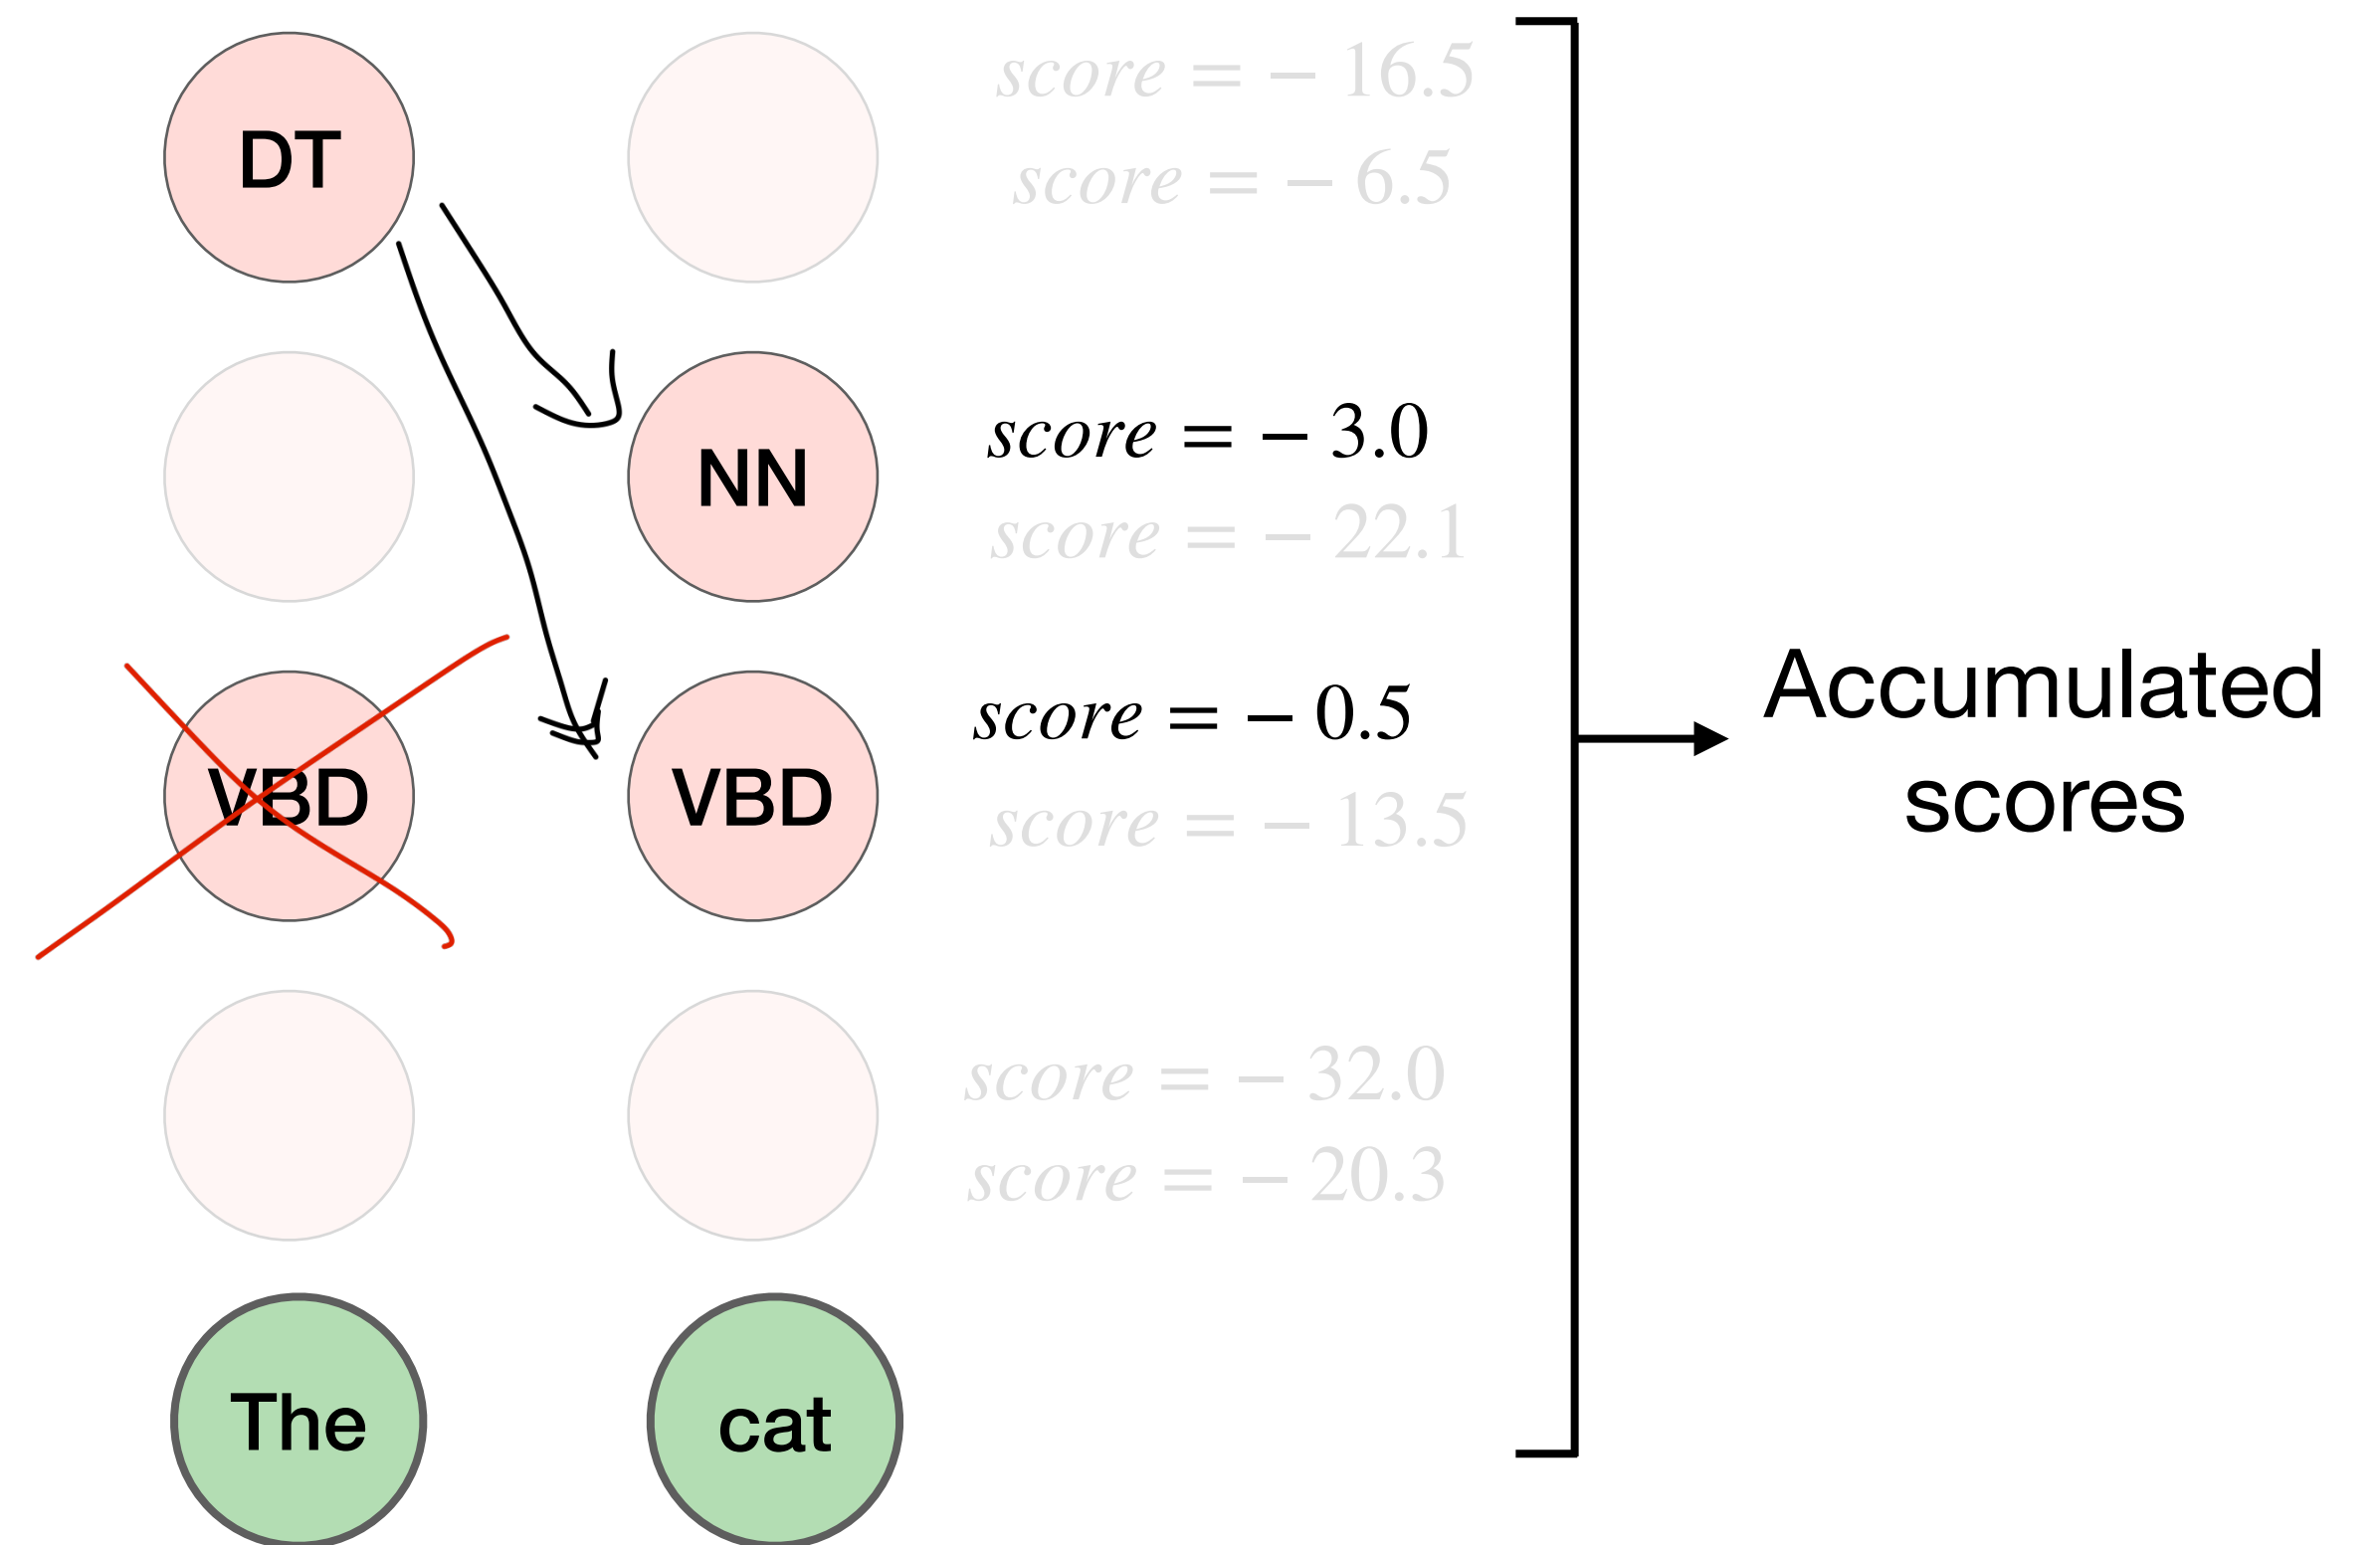 DT
score = − 16.5
score = − 6.5
NN
score = − 3.0
score = − 22.1
VBD
VBD
score = − 0.5
score = − 13.5
Accumulated
scores
score = − 32.0
score = − 20.3
The
cat